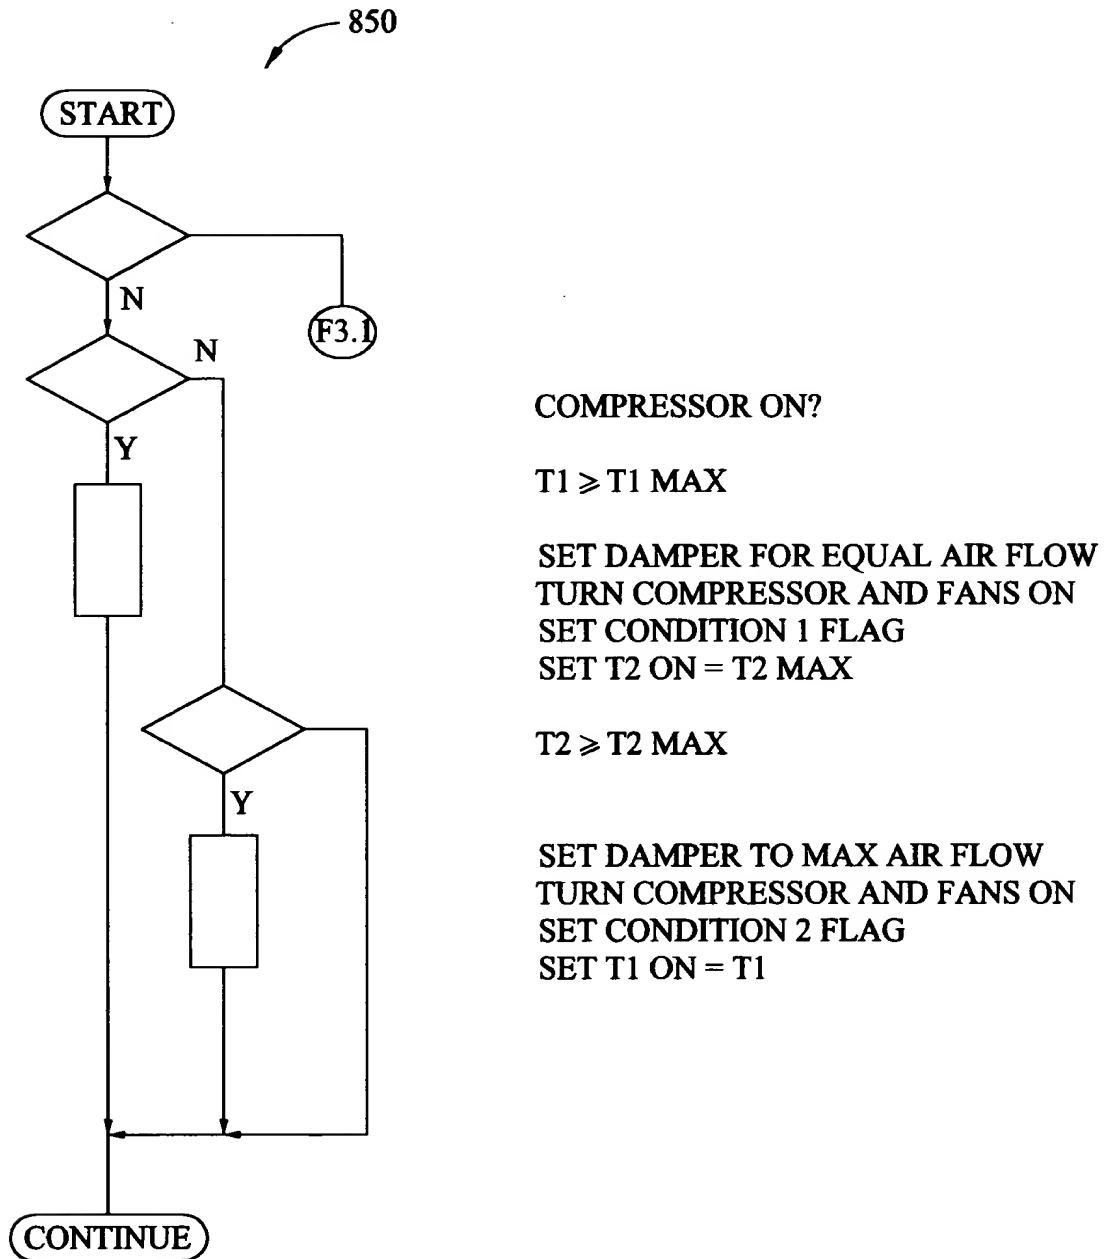 850
START
N
F3.1
N
COMPRESSOR ON?
Y
T1 ⩾ T1 MAX
SET DAMPER FOR EQUAL AIR FLOW
TURN COMPRESSOR AND FANS ON
SET CONDITION 1 FLAG
SET T2 ON = T2 MAX
T2 ⩾ T2 MAX
Y
SET DAMPER TO MAX AIR FLOW
TURN COMPRESSOR AND FANS ON
SET CONDITION 2 FLAG
SET T1 ON = T1
CONTINUE